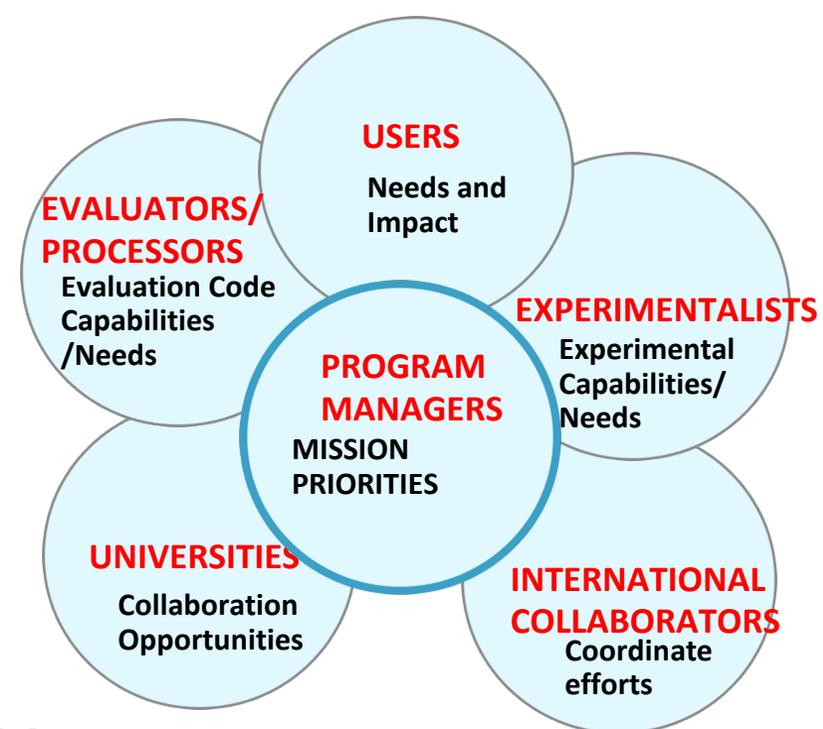 USERS
Needs and
Impact
EVALUATORS/
PROCESSORS
Evaluation Code
Capabilities
/Needs
EXPERIMENTALISTS
Experimental
Capabilities/
Needs
PROGRAM
MANAGERS
MISSION
PRIORITIES
UNIVERSITIES
Collaboration
Opportunities
INTERNATIONAL
COLLABORATORS
Coordinate
efforts